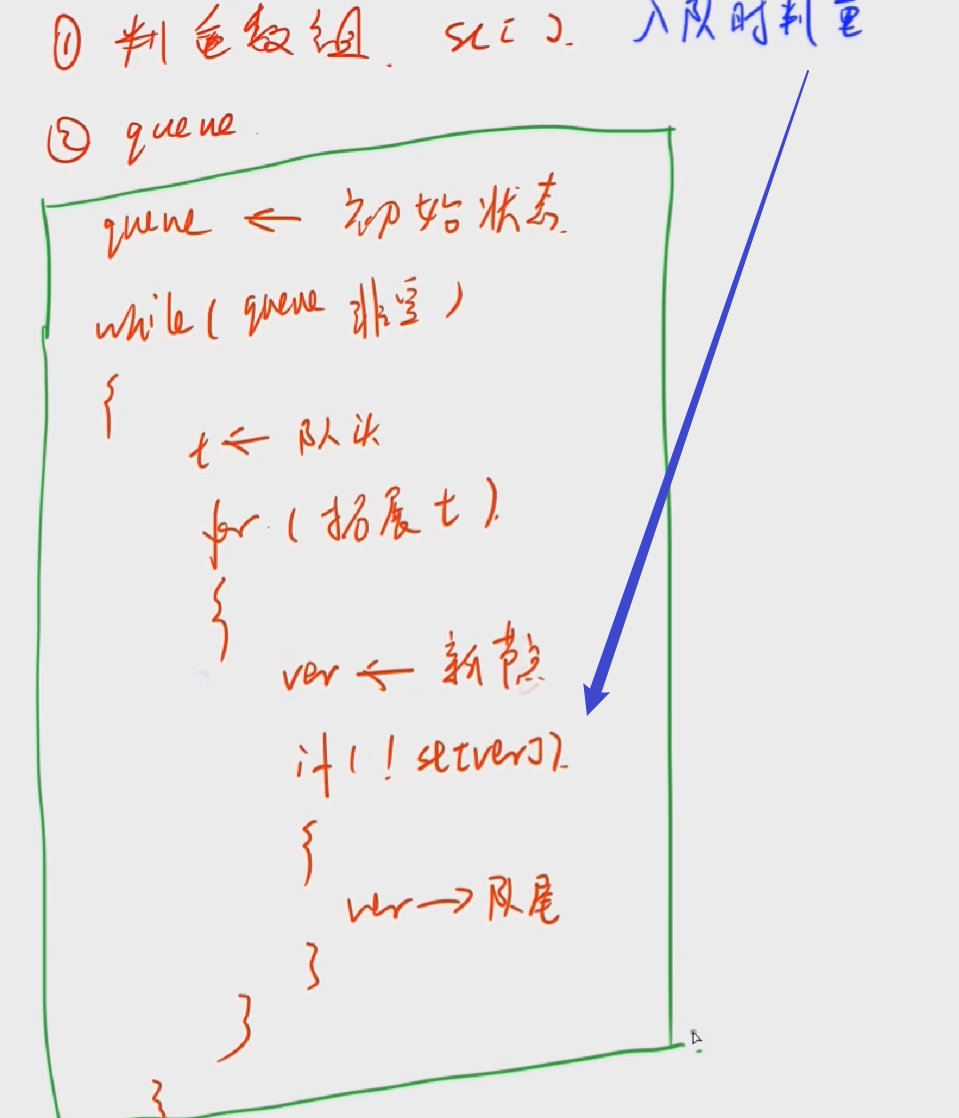 ① 判重数组. st[ ]. 入队时判重
② queue
queue ← 初始状态.
while ( queue 非空 )
{
t ← 队头
for. ( 拓展 t )
{
ver ← 新节点
if ( ! st[ver] ).
{
ver → 队尾
}
}
}